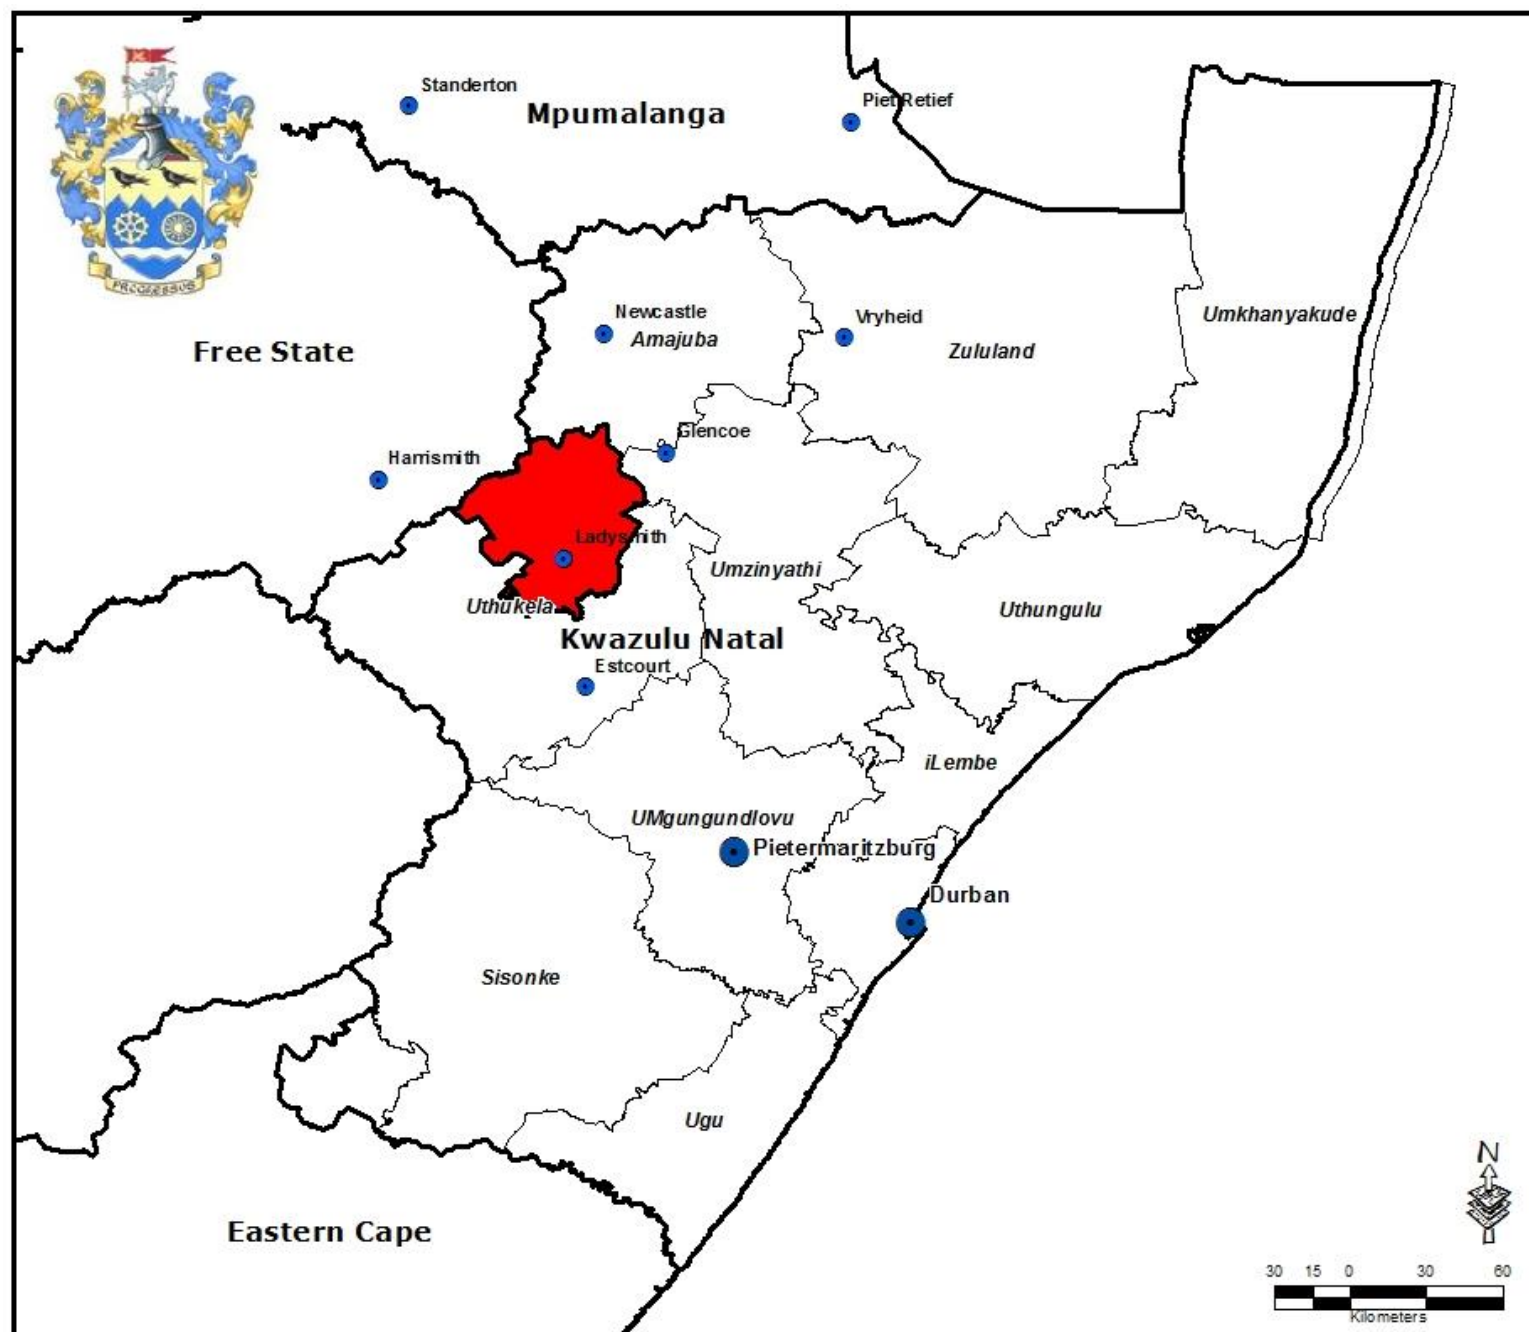 Standerton
Mpumalanga
Piet Retief
PROGRESSUS
Newcastle
Amajuba
Vryheid
Zululand
Umkhanyakude
Free State
Harrismith
Glencoe
Ladysmith
Umzinyathi
Uthukela
Uthungulu
Kwazulu Natal
Estcourt
iLembe
UMgungundlovu
Pietermaritzburg
Durban
Sisonke
Ugu
Eastern Cape
N
30 15 0 30 60
Kilometers